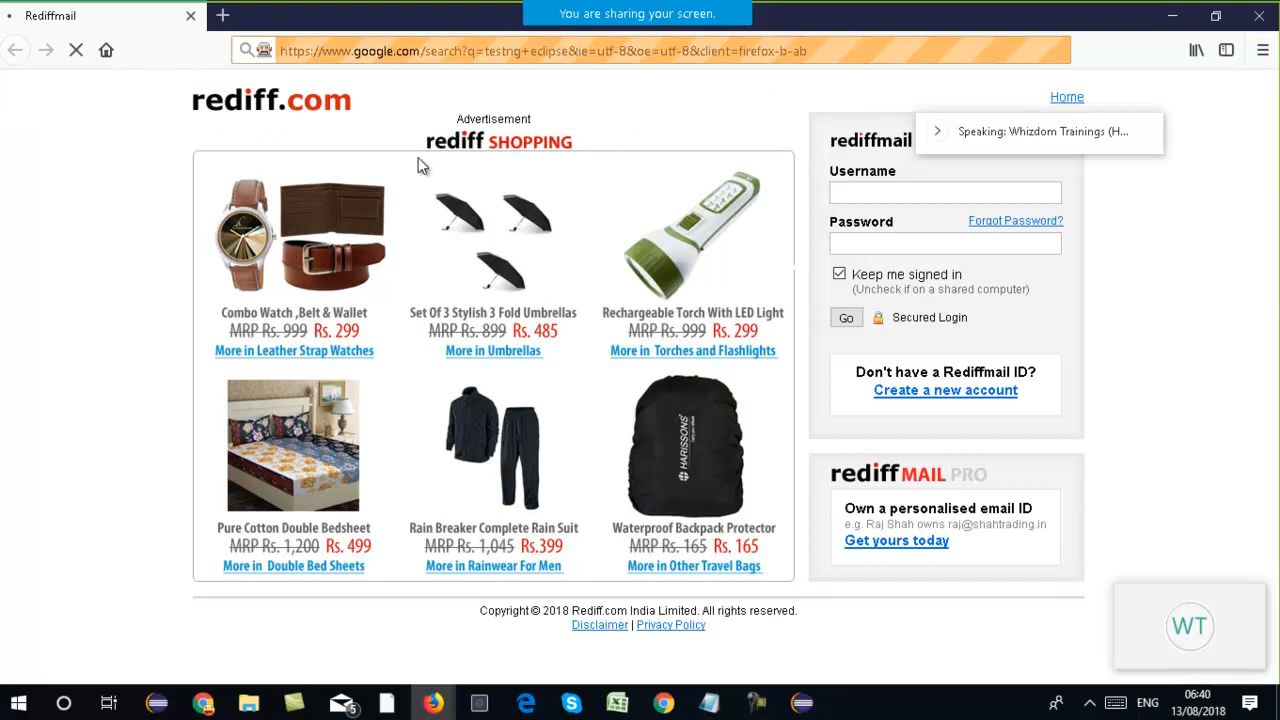 Rediffmail
You are sharing your screen.
https://www.google.com/search?q=testng+eclipse&ie=utf-8&oe=utf-8&client=firefox-b-ab
rediff.com
Home
Advertisement
rediff SHOPPING
Speaking: Whizdom Trainings (H...
rediffmail
Username
Password
Forgot Password?
Keep me signed in
(Uncheck if on a shared computer)
Go
Secured Login
Don't have a Rediffmail ID?
Create a new account
Combo Watch ,Belt & Wallet
MRP Rs. 999 Rs. 299
More in Leather Strap Watches
Set Of 3 Stylish 3 Fold Umbrellas
MRP Rs. 899 Rs. 485
More in Umbrellas
Rechargeable Torch With LED Light
MRP Rs. 999 Rs. 299
More in Torches and Flashlights
HARISSONS
Pure Cotton Double Bedsheet
MRP Rs. 1,200 Rs. 499
More in Double Bed Sheets
Rain Breaker Complete Rain Suit
MRP Rs. 1,045 Rs.399
More in Rainwear For Men
Waterproof Backpack Protector
MRP Rs. 165 Rs. 165
More in Other Travel Bags
rediff MAIL PRO
Own a personalised email ID
e.g. Raj Shah owns raj@shahtrading.in
Get yours today
Copyright © 2018 Rediff.com India Limited. All rights reserved.
Disclaimer | Privacy Policy
WT
5
ENG
06:40
13/08/2018